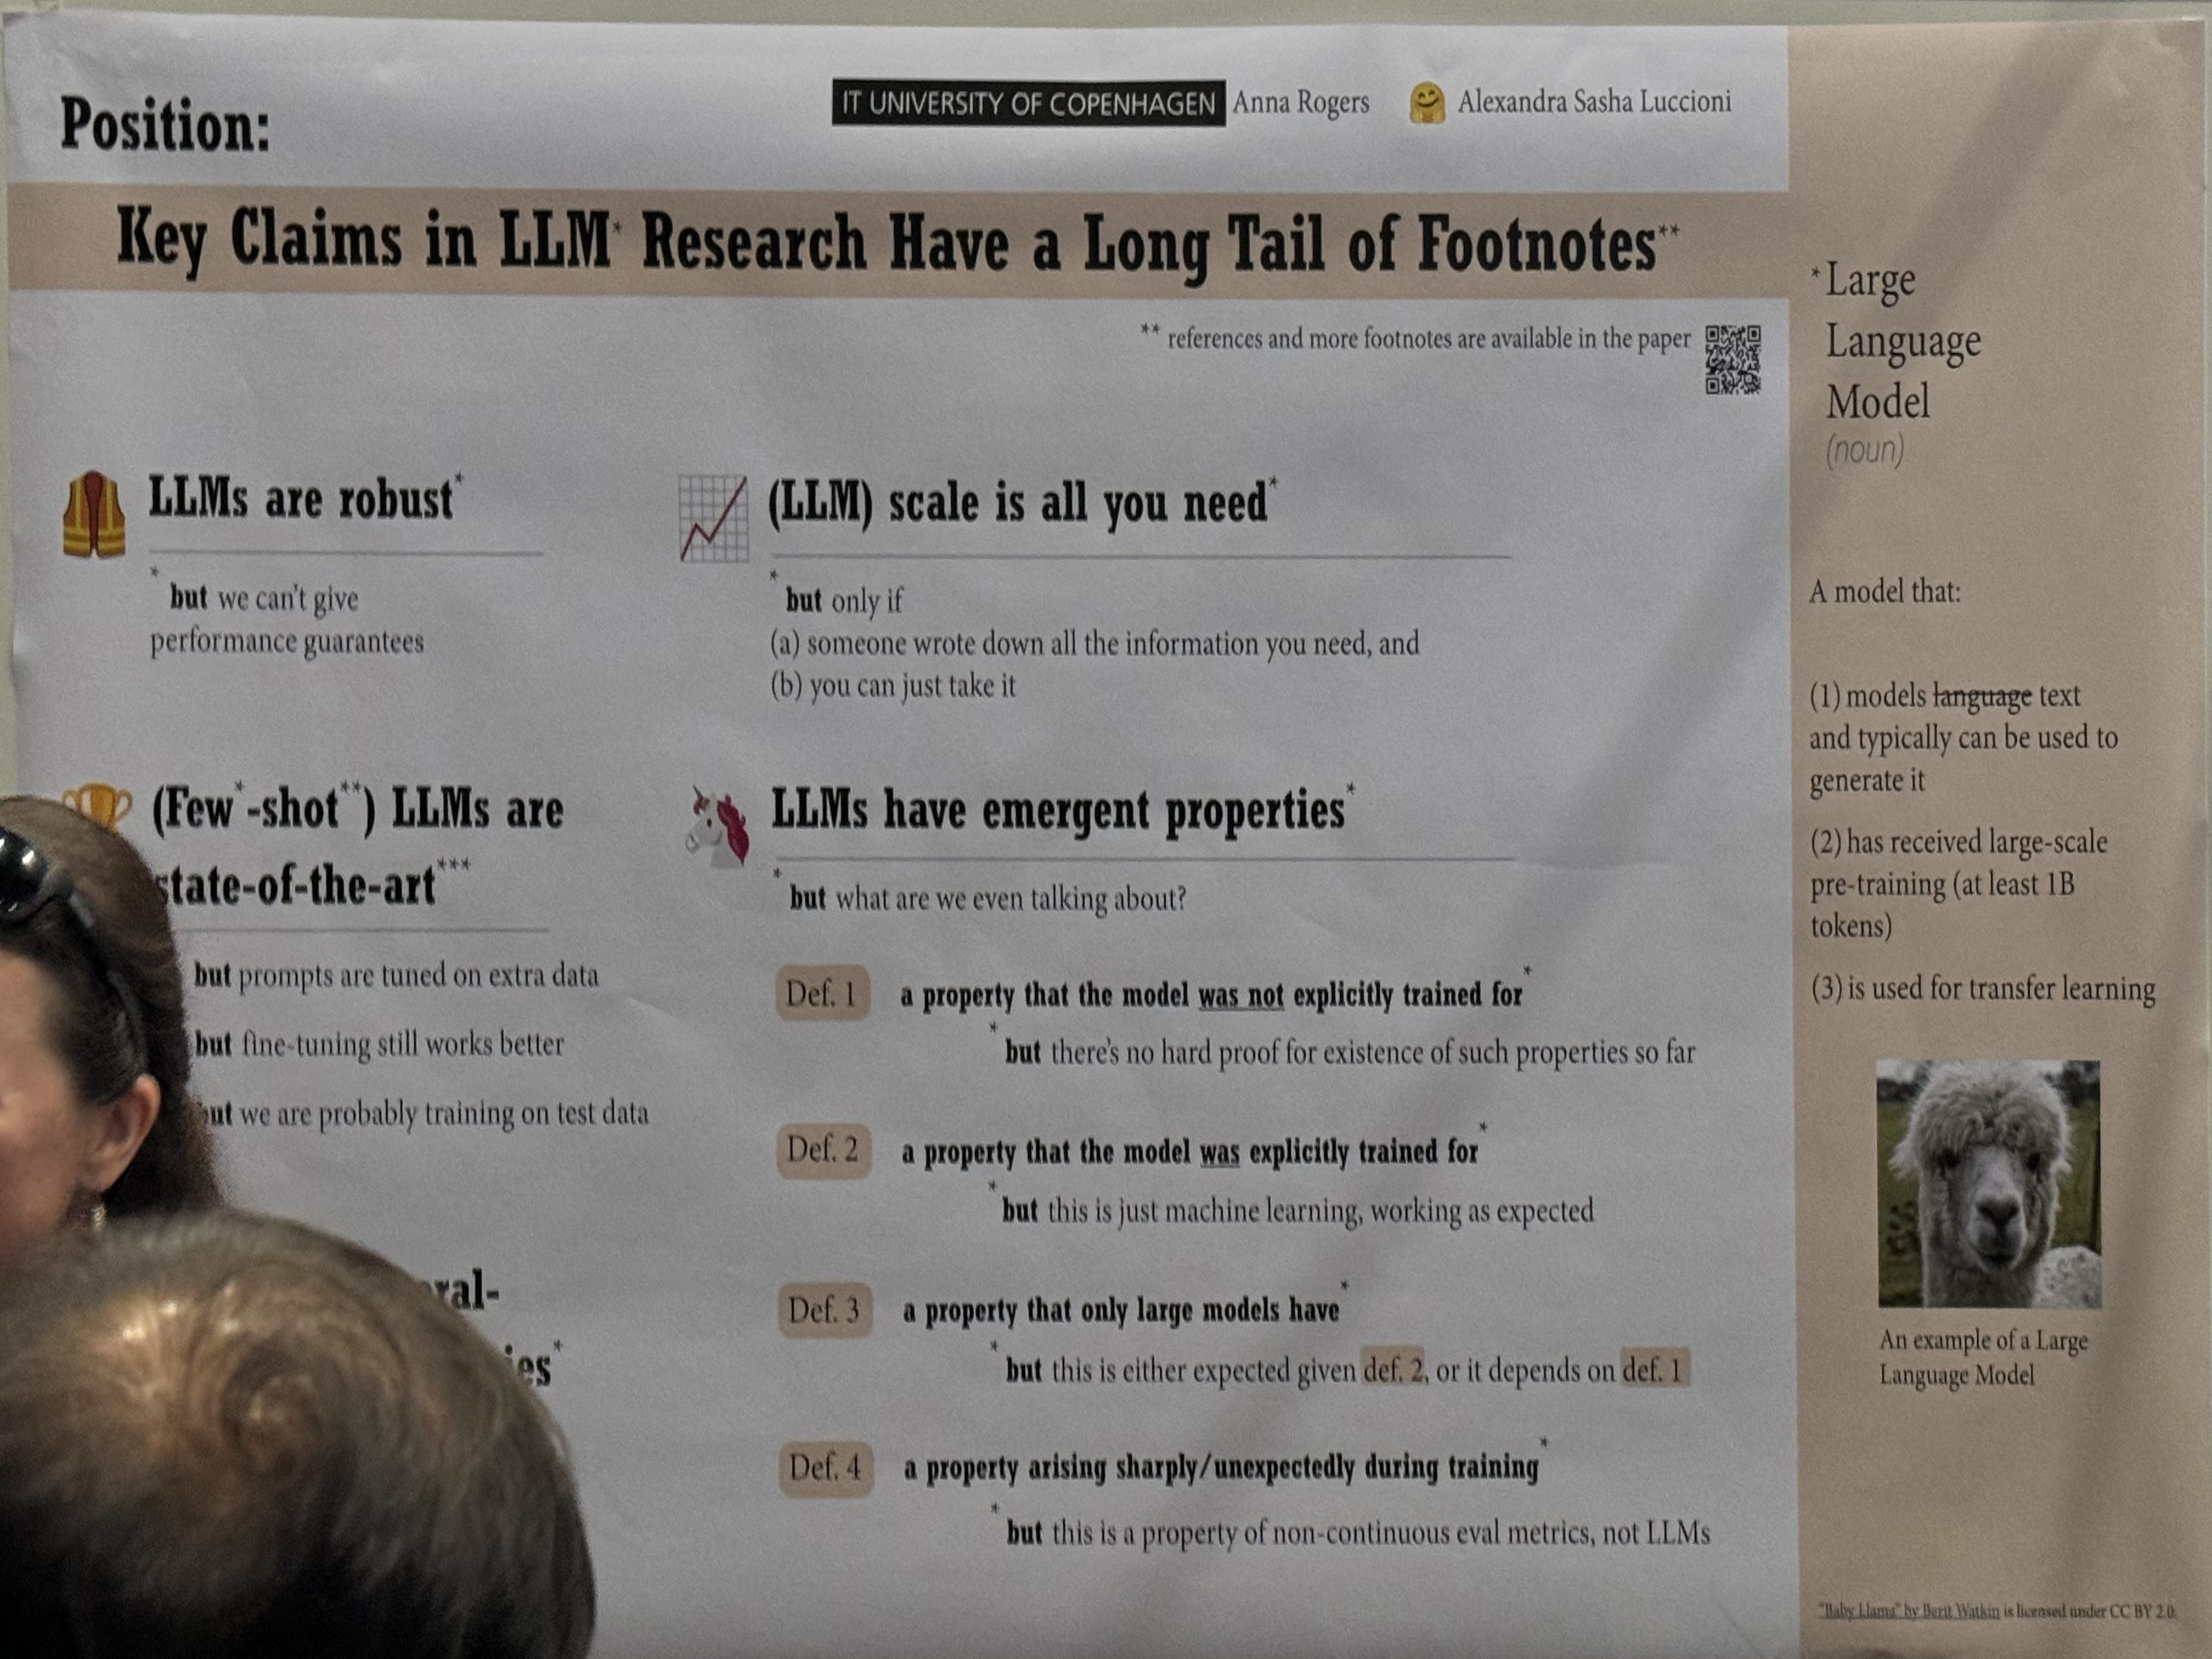 Position:
IT UNIVERSITY OF COPENHAGEN Anna Rogers Alexandra Sasha Luccioni
Key Claims in LLM* Research Have a Long Tail of Footnotes**
** references and more footnotes are available in the paper
LLMs are robust*
* but we can't give
performance guarantees
(LLM) scale is all you need*
* but only if
(a) someone wrote down all the information you need, and
(b) you can just take it
(Few*-shot**) LLMs are
state-of-the-art***
but prompts are tuned on extra data
but fine-tuning still works better
but we are probably training on test data
LLMs have emergent properties*
* but what are we even talking about?
Def. 1 a property that the model was not explicitly trained for*
* but there's no hard proof for existence of such properties so far
Def. 2 a property that the model was explicitly trained for*
* but this is just machine learning, working as expected
Def. 3 a property that only large models have*
* but this is either expected given def. 2, or it depends on def. 1
Def. 4 a property arising sharply/unexpectedly during training*
* but this is a property of non-continuous eval metrics, not LLMs
*Large
Language
Model
(noun)
A model that:
(1) models language text
and typically can be used to
generate it
(2) has received large-scale
pre-training (at least 1B
tokens)
(3) is used for transfer learning
An example of a Large
Language Model
"Baby Llama" by Berit Watkin is licensed under CC BY 2.0.